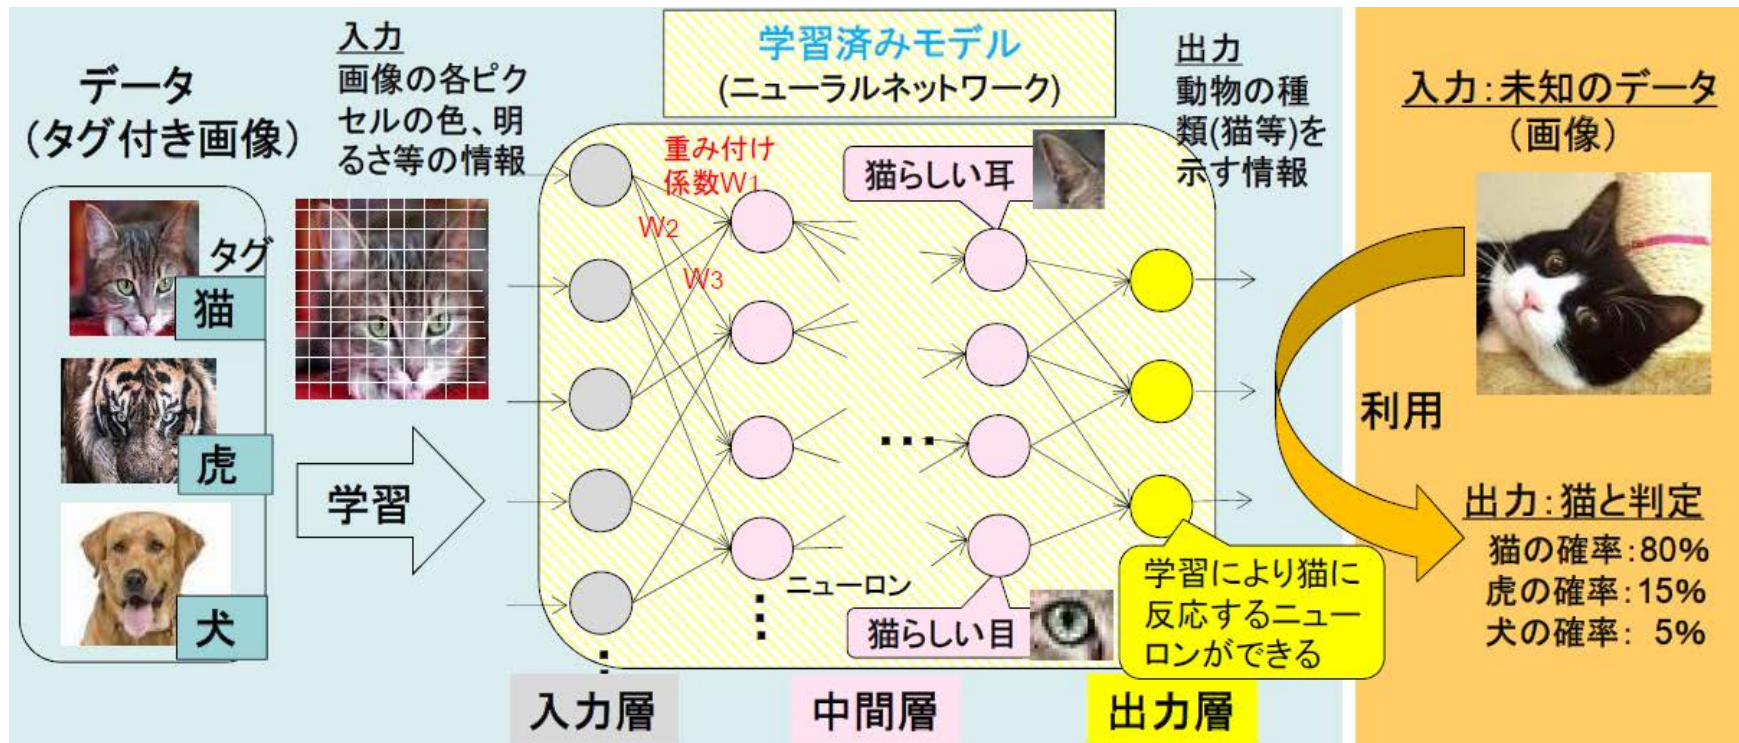 データ
(タグ付き画像)
タグ
猫
虎
犬
入力
画像の各ピク
セルの色、明
るさ等の情報
学習
学習済みモデル
(ニューラルネットワーク)
重み付け
係数W1
W2
W3
猫らしい耳
…
ニューロン
猫らしい目
出力
動物の種
類(猫等)を
示す情報
学習により猫に
反応するニュー
ロンができる
入力層
中間層
出力層
入力:未知のデータ
(画像)
利用
出力:猫と判定
猫の確率:80%
虎の確率:15%
犬の確率: 5%